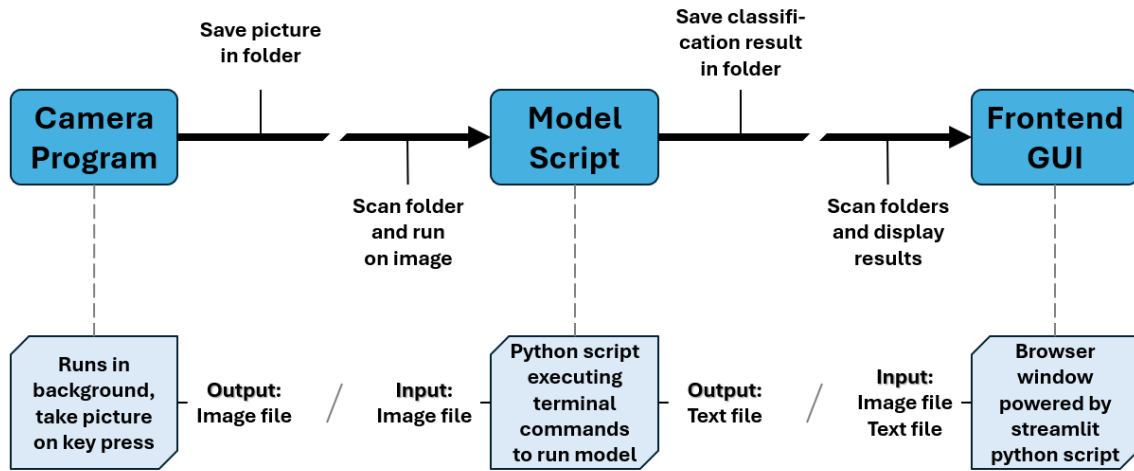 Save picture
in folder
Save classifi-
cation result
in folder
Camera
Program
Model
Script
Frontend
GUI
Scan folder
and run
on image
Scan folders
and display
results
Runs in
background,
take picture
on key press
Output:
Image file
/
Input:
Image file
Python script
executing
terminal
commands
to run model
Output:
Text file
/
Input:
Image file
Text file
Browser
window
powered by
streamlit
python script